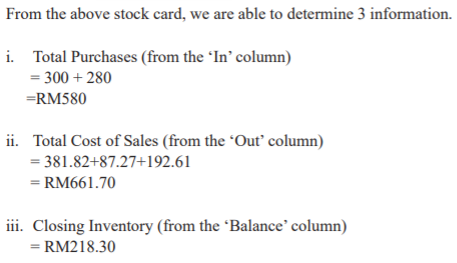 From the above stock card, we are able to determine 3 information.
i. Total Purchases (from the ‘In’ column)
= 300 + 280
=RM580
ii. Total Cost of Sales (from the ‘Out’ column)
= 381.82+87.27+192.61
= RM661.70
iii. Closing Inventory (from the ‘Balance’ column)
= RM218.30